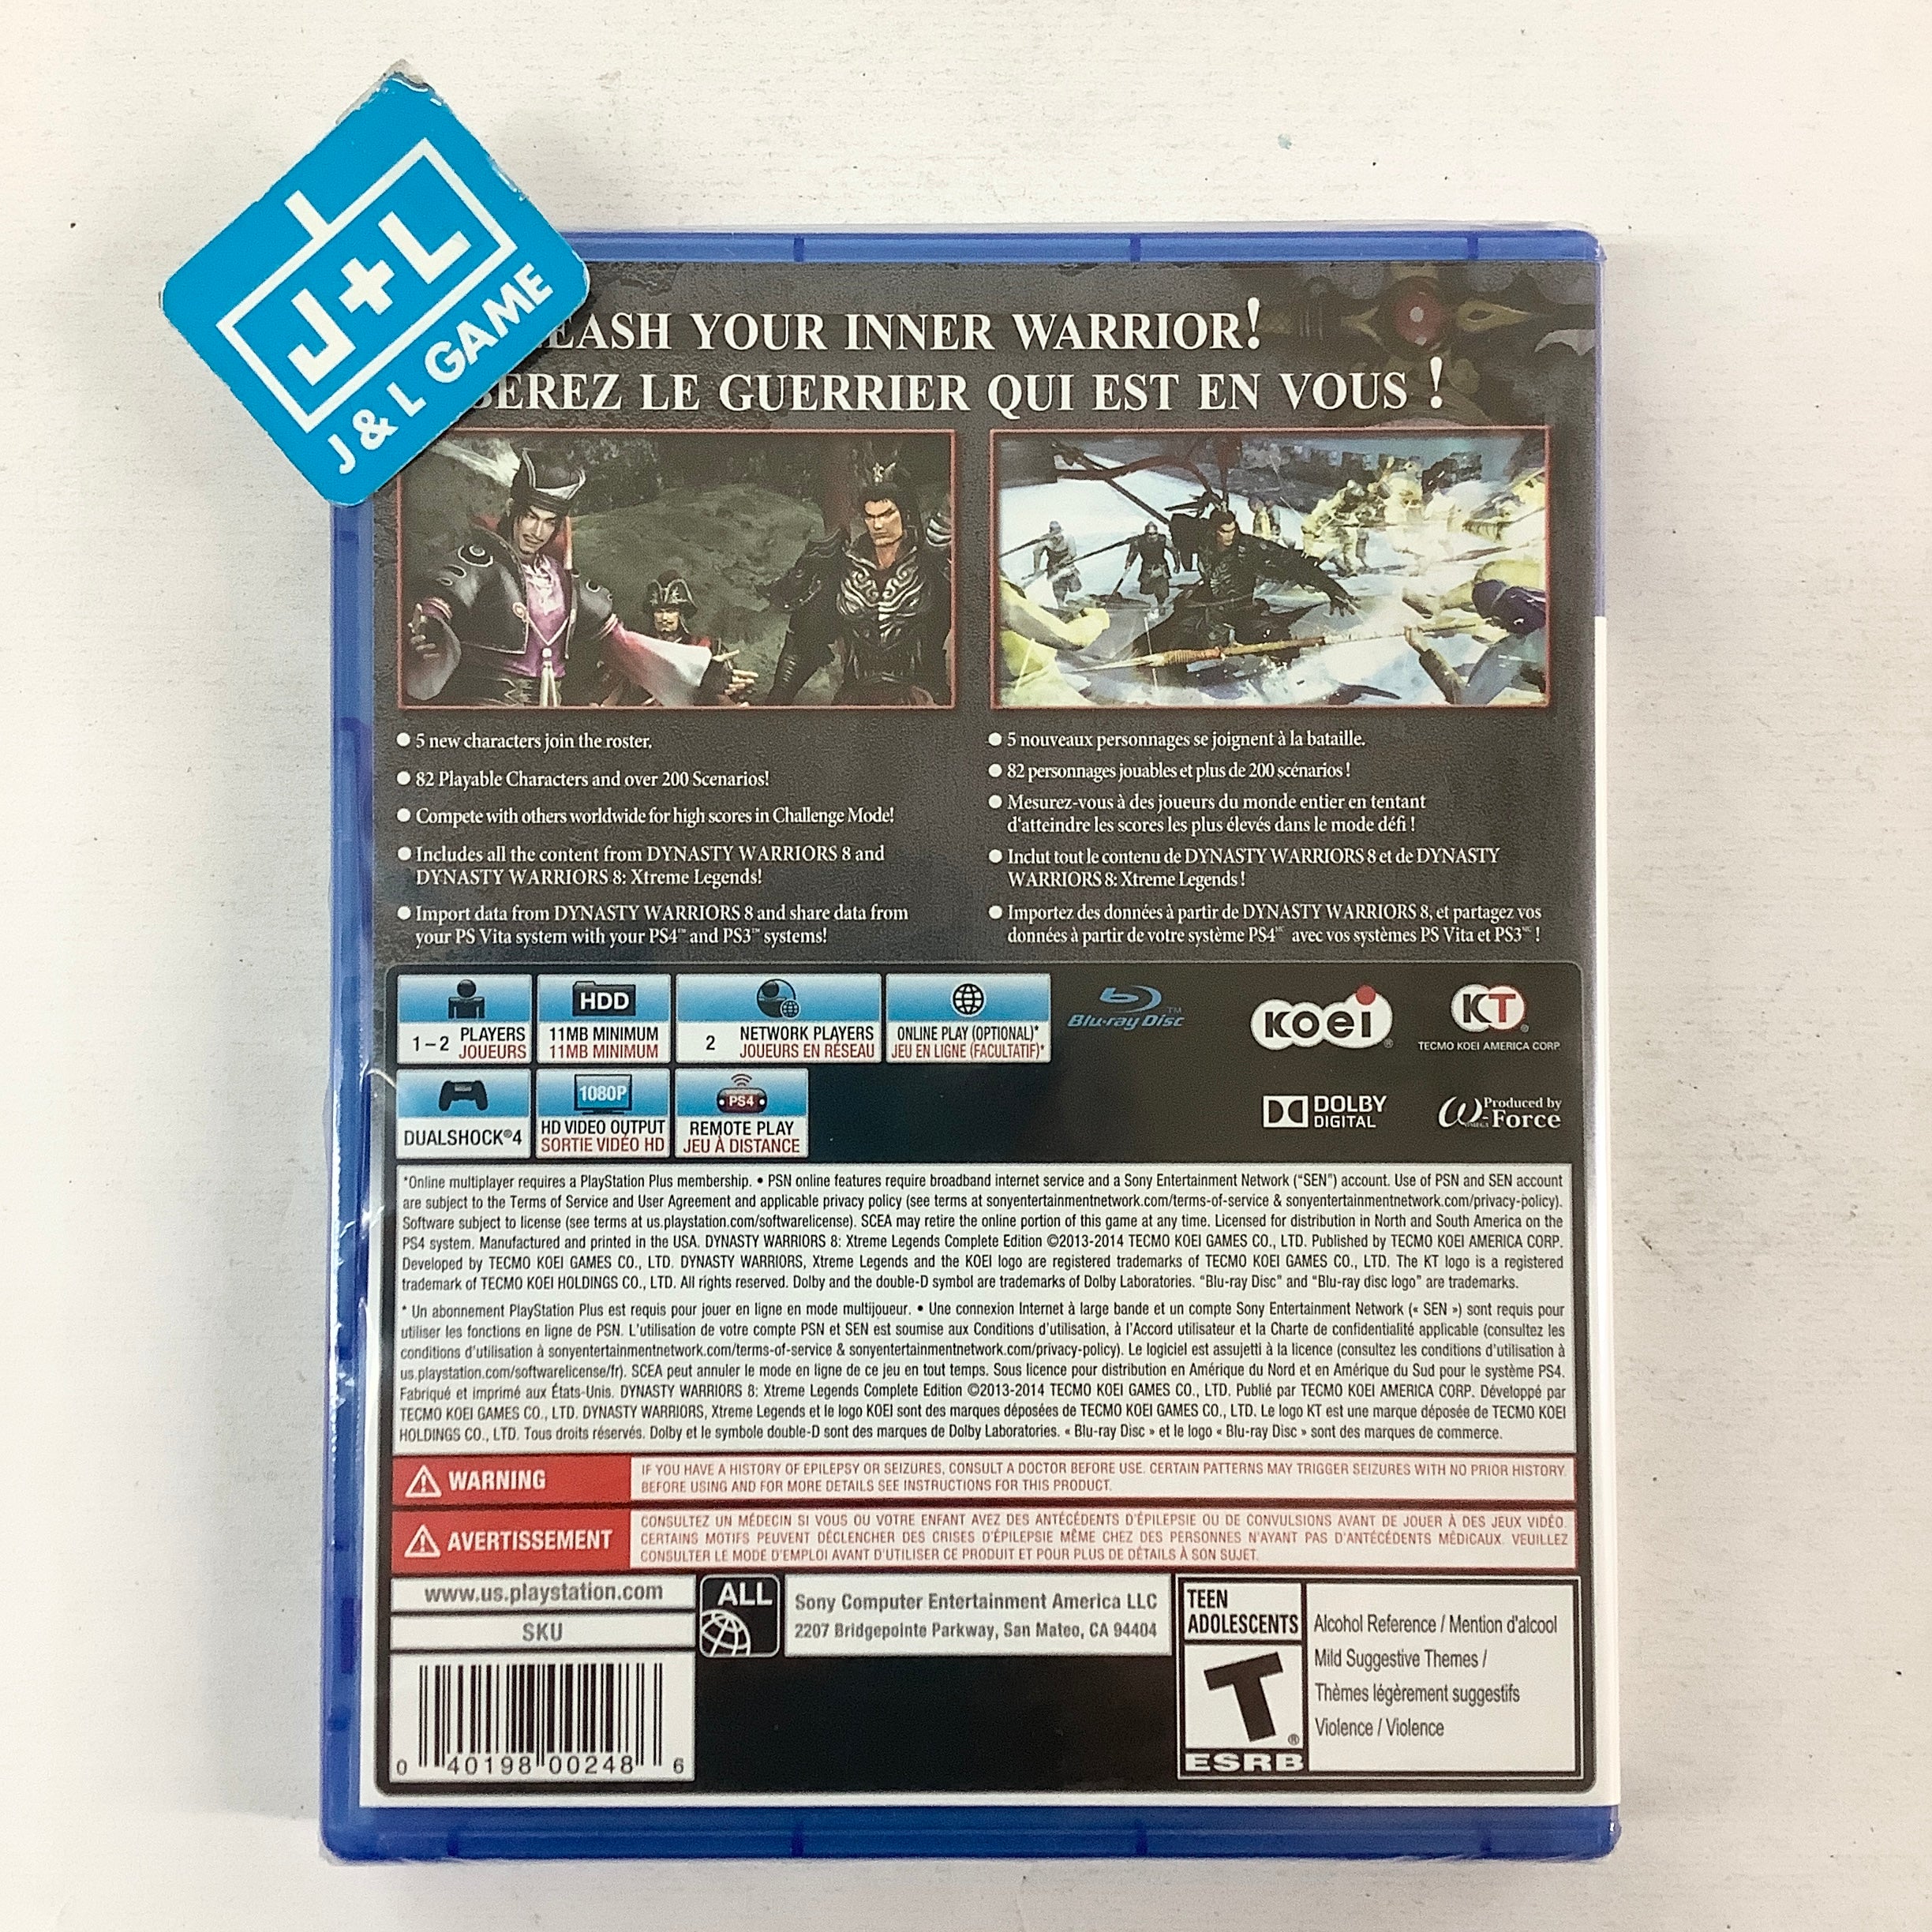 J+L
J & L GAME
EASH YOUR INNER WARRIOR!
EREZ LE GUERRIER QUI EST EN VOUS !
● 5 new characters join the roster.
● 82 Playable Characters and over 200 Scenarios!
● Compete with others worldwide for high scores in Challenge Mode!
● Includes all the content from DYNASTY WARRIORS 8 and
DYNASTY WARRIORS 8: Xtreme Legends!
● Import data from DYNASTY WARRIORS 8 and share data from
your PS Vita system with your PS4™ and PS3™ systems!
● 5 nouveaux personnages se joignent à la bataille.
● 82 personnages jouables et plus de 200 scénarios !
● Mesurez-vous à des joueurs du monde entier en tentant
d'atteindre les scores les plus élevés dans le mode défi !
● Inclut tout le contenu de DYNASTY WARRIORS 8 et de DYNASTY
WARRIORS 8: Xtreme Legends !
● Importez des données à partir de DYNASTY WARRIORS 8, et partagez vos
données à partir de votre système PS4MC avec vos systèmes PS Vita et PS3MC !
1-2 PLAYERS
JOUEURS
HDD
11MB MINIMUM
11MB MINIMUM
2 NETWORK PLAYERS
JOUEURS EN RÉSEAU
ONLINE PLAY (OPTIONAL)*
JEU EN LIGNE (FACULTATIF)*
Blu-ray Disc™
KOEI®
KT®
TECMO KOEI AMERICA CORP
DUALSHOCK®4
1080P
HD VIDEO OUTPUT
SORTIE VIDÉO HD
PS4
REMOTE PLAY
JEU À DISTANCE
DOLBY
DIGITAL
Produced by
ω-Force
OMEGA
*Online multiplayer requires a PlayStation Plus membership. • PSN online features require broadband internet service and a Sony Entertainment Network (“SEN”) account. Use of PSN and SEN account
are subject to the Terms of Service and User Agreement and applicable privacy policy (see terms at sonyentertainmentnetwork.com/terms-of-service & sonyentertainmentnetwork.com/privacy-policy).
Software subject to license (see terms at us.playstation.com/softwarelicense). SCEA may retire the online portion of this game at any time. Licensed for distribution in North and South America on the
PS4 system. Manufactured and printed in the USA. DYNASTY WARRIORS 8: Xtreme Legends Complete Edition ©2013-2014 TECMO KOEI GAMES CO., LTD. Published by TECMO KOEI AMERICA CORP.
Developed by TECMO KOEI GAMES CO., LTD. DYNASTY WARRIORS, Xtreme Legends and the KOEI logo are registered trademarks of TECMO KOEI GAMES CO., LTD. The KT logo is a registered
trademark of TECMO KOEI HOLDINGS CO., LTD. All rights reserved. Dolby and the double-D symbol are trademarks of Dolby Laboratories. “Blu-ray Disc” and “Blu-ray disc logo” are trademarks.
* Un abonnement PlayStation Plus est requis pour jouer en ligne en mode multijoueur. • Une connexion Internet à large bande et un compte Sony Entertainment Network (« SEN ») sont requis pour
utiliser les fonctions en ligne de PSN. L'utilisation de votre compte PSN et SEN est soumise aux Conditions d'utilisation, à l'Accord utilisateur et la Charte de confidentialité applicable (consultez les
conditions d'utilisation à sonyentertainmentnetwork.com/terms-of-service & sonyentertainmentnetwork.com/privacy-policy). Le logiciel est assujetti à la licence (consultez les conditions d'utilisation à
us.playstation.com/softwarelicense/fr). SCEA peut annuler le mode en ligne de ce jeu en tout temps. Sous licence pour distribution en Amérique du Nord et en Amérique du Sud pour le système PS4.
Fabriqué et imprimé aux États-Unis. DYNASTY WARRIORS 8: Xtreme Legends Complete Edition ©2013-2014 TECMO KOEI GAMES CO., LTD. Publié par TECMO KOEI AMERICA CORP. Développé par
TECMO KOEI GAMES CO., LTD. DYNASTY WARRIORS, Xtreme Legends et le logo KOEI sont des marques déposées de TECMO KOEI GAMES CO., LTD. Le logo KT est une marque déposée de TECMO KOEI
HOLDINGS CO., LTD. Tous droits réservés. Dolby et le symbole double-D sont des marques de Dolby Laboratories. « Blu-ray Disc » et le logo « Blu-ray Disc » sont des marques de commerce.
WARNING
IF YOU HAVE A HISTORY OF EPILEPSY OR SEIZURES, CONSULT A DOCTOR BEFORE USE. CERTAIN PATTERNS MAY TRIGGER SEIZURES WITH NO PRIOR HISTORY.
BEFORE USING AND FOR MORE DETAILS SEE INSTRUCTIONS FOR THIS PRODUCT.
AVERTISSEMENT
CONSULTEZ UN MÉDECIN SI VOUS OU VOTRE ENFANT AVEZ DES ANTÉCÉDENTS D'ÉPILEPSIE OU DE CONVULSIONS AVANT DE JOUER À DES JEUX VIDÉO.
CERTAINS MOTIFS PEUVENT DÉCLENCHER DES CRISES D'ÉPILEPSIE MÊME CHEZ DES PERSONNES N'AYANT PAS D'ANTÉCÉDENTS MÉDICAUX. VEUILLEZ
CONSULTER LE MODE D'EMPLOI AVANT D'UTILISER CE PRODUIT ET POUR PLUS DE DÉTAILS À SON SUJET.
www.us.playstation.com
SKU
0 40198 00248 6
ALL
Sony Computer Entertainment America LLC
2207 Bridgepointe Parkway, San Mateo, CA 94404
TEEN
ADOLESCENTS
T®
ESRB
Alcohol Reference / Mention d'alcool
Mild Suggestive Themes /
Thèmes légèrement suggestifs
Violence / Violence